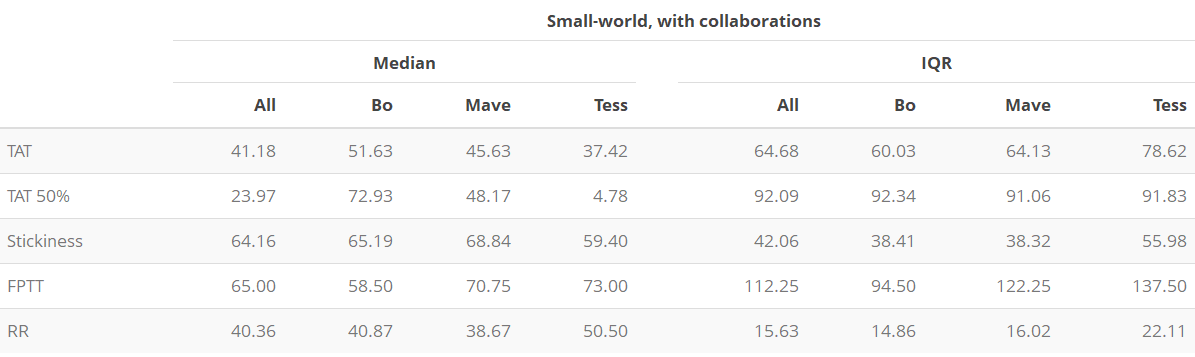 Small-world, with collaborations
Median IQR
All Bo Mave Tess All Bo Mave Tess
TAT 41.18 51.63 45.63 37.42 64.68 60.03 64.13 78.62
TAT 50% 23.97 72.93 48.17 4.78 92.09 92.34 91.06 91.83
Stickiness 64.16 65.19 68.84 59.40 42.06 38.41 38.32 55.98
FPTT 65.00 58.50 70.75 73.00 112.25 94.50 122.25 137.50
RR 40.36 40.87 38.67 50.50 15.63 14.86 16.02 22.11